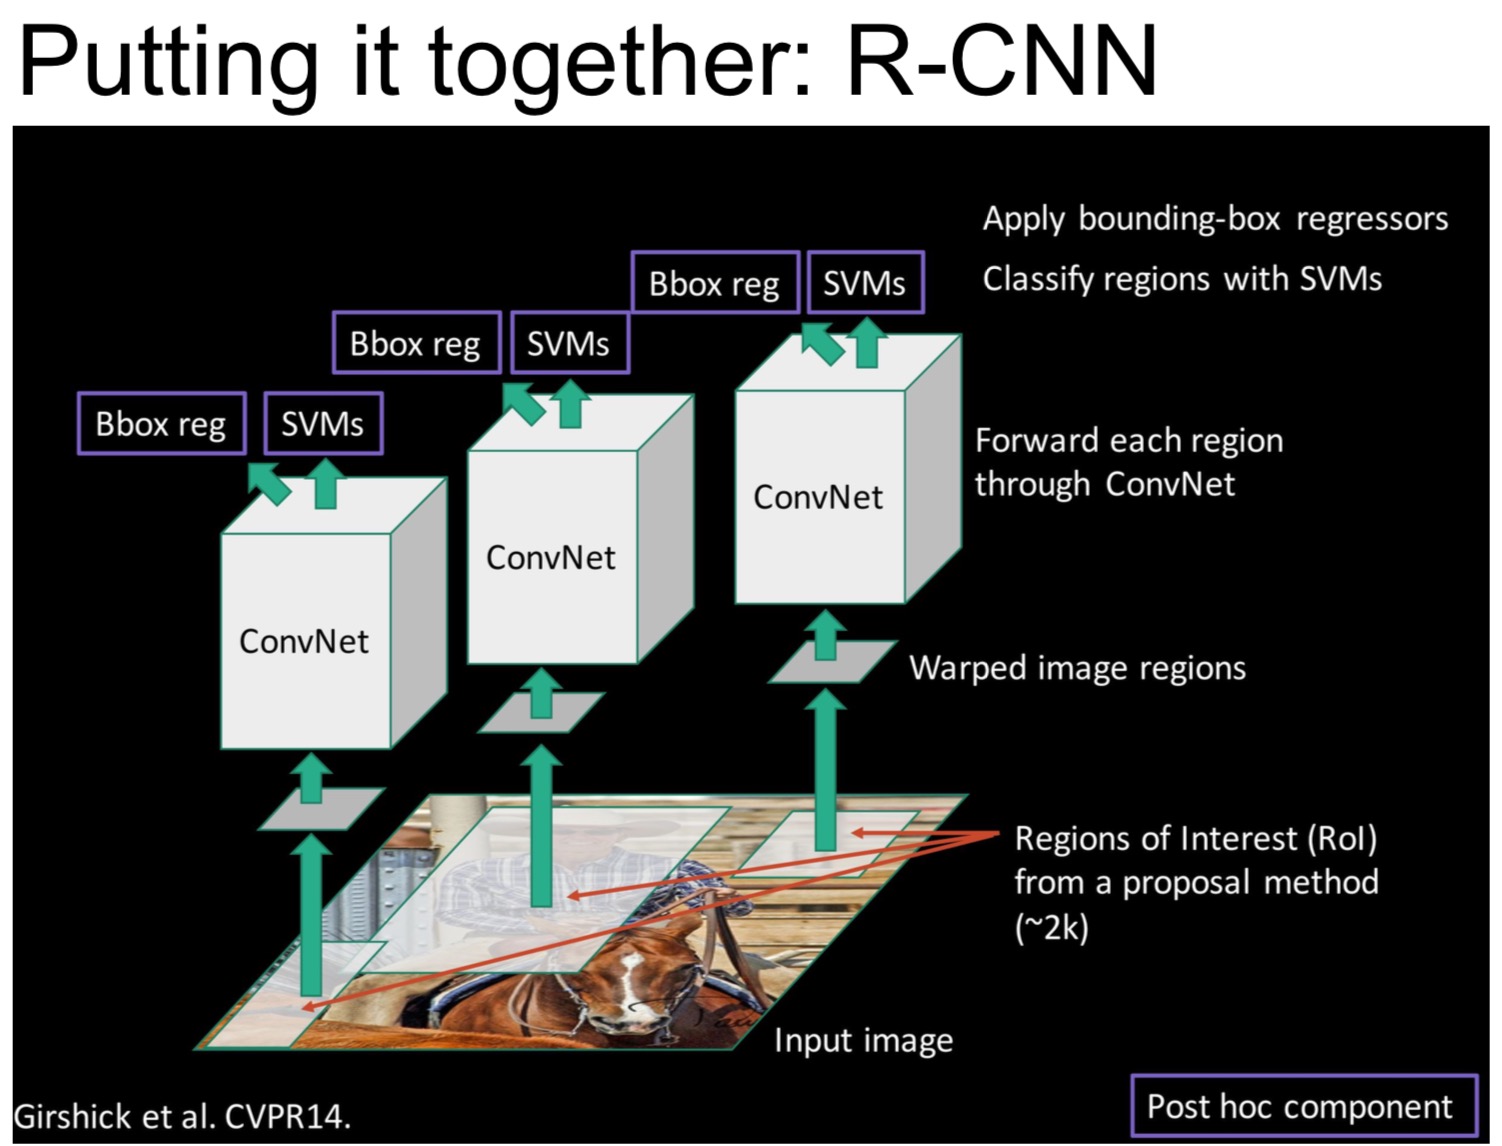 Putting it together: R-CNN
Apply bounding-box regressors
Bbox reg
SVMs
Classify regions with SVMs
Bbox reg
SVMs
Bbox reg
SVMs
Forward each region
through ConvNet
ConvNet
ConvNet
ConvNet
Warped image regions
Regions of Interest (RoI)
from a proposal method
(~2k)
Input image
Post hoc component
Girshick et al. CVPR14.